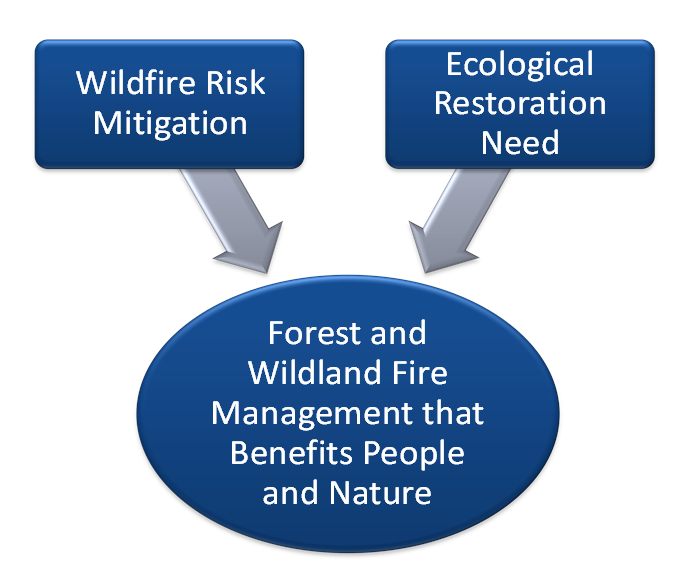 Wildfire Risk
Mitigation
Ecological
Restoration
Need
Forest and
Wildland Fire
Management that
Benefits People
and Nature